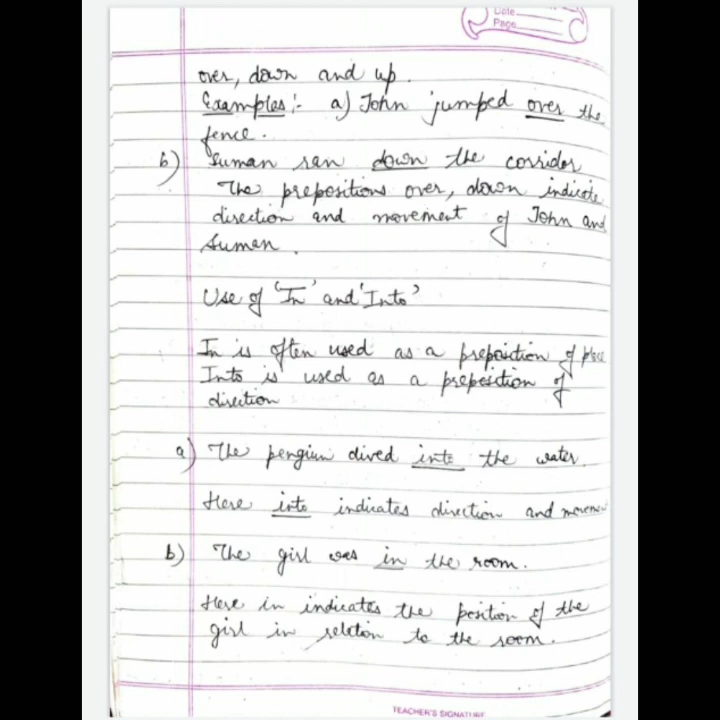 Date
Page
over, down and up.
Examples:- a) John jumped over the
fence.
b) Suman ran down the corridor
The prepositions over, down indicate
direction and movement of John and
Suman.
Use of 'In' and 'Into'
In is often used as a preposition of place
Into is used as a preposition of
direction
a) The penguin dived into the water.
Here into indicates direction and movemen
b) The girl was in the room.
Here in indicates the position of the
girl in relation to the room.
TEACHER'S SIGNATURE